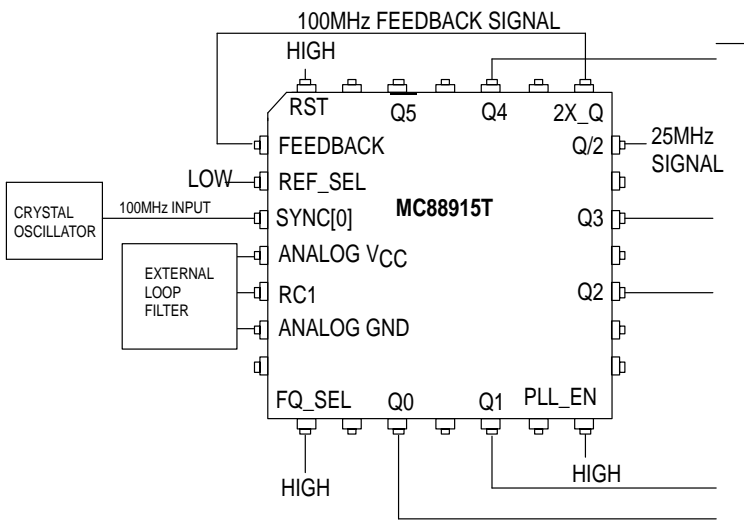 100MHz FEEDBACK SIGNAL
HIGH
RST
Q5
Q4
2X_Q
FEEDBACK
Q/2
25MHz
SIGNAL
LOW
REF_SEL
MC88915T
CRYSTAL
OSCILLATOR
100MHz INPUT
SYNC[0]
Q3
ANALOG VCC
EXTERNAL
LOOP
FILTER
RC1
Q2
ANALOG GND
FQ_SEL
Q0
Q1
PLL_EN
HIGH
HIGH